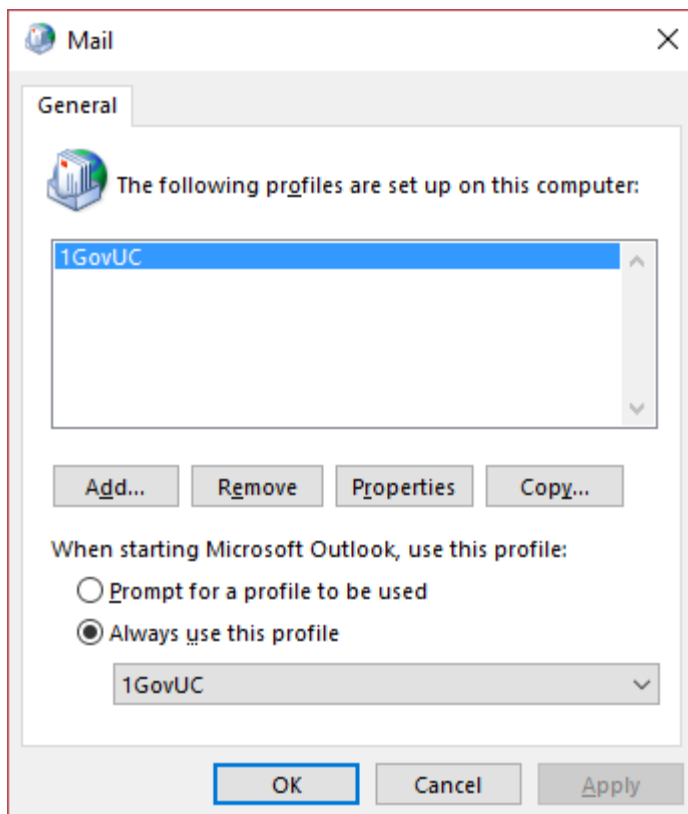 Mail
General
The following profiles are set up on this computer:
1GovUC
Add... Remove Properties Copy...
When starting Microsoft Outlook, use this profile:
Prompt for a profile to be used
Always use this profile
1GovUC
OK Cancel Apply